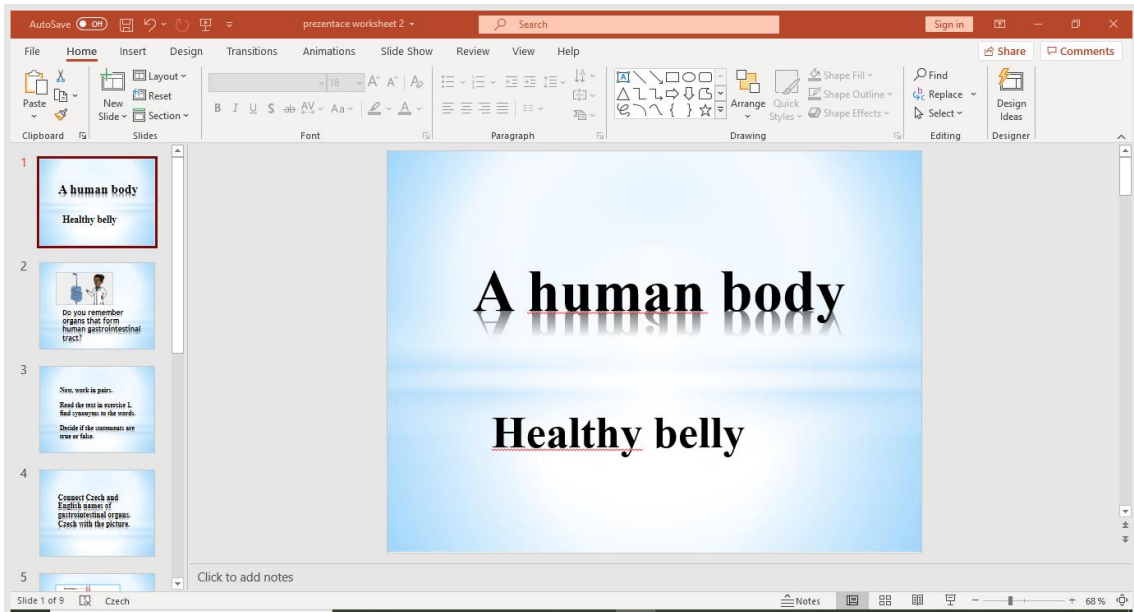 AutoSave Off prezentace worksheet 2 Search Sign in
File Home Insert Design Transitions Animations Slide Show Review View Help Share Comments
Paste New Slide Layout Reset Section 18 A A A Arrange Quick Styles Shape Fill Shape Outline Shape Effects Find Replace Select Design Ideas
B I U S ab AV Aa A
Clipboard Slides Font Paragraph Drawing Editing Designer
1
A human body
Healthy belly
2
Do you remember
organs that form
human gastrointestinal
tract?
3
Now, work in pairs.
Read the text in exercise 1,
find synonyms to the words.
Decide if the statements are
true or false.
4
Connect Czech and
English names of
gastrointestinal organs.
Czech with the picture.
5
A human body
Healthy belly
Click to add notes
Slide 1 of 9 Czech Notes 68 %